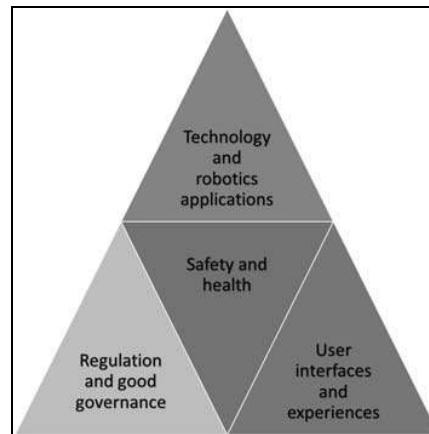 Technology
and
robotics
applications
Safety and
health
Regulation
and good
governance
User
interfaces
and
experiences